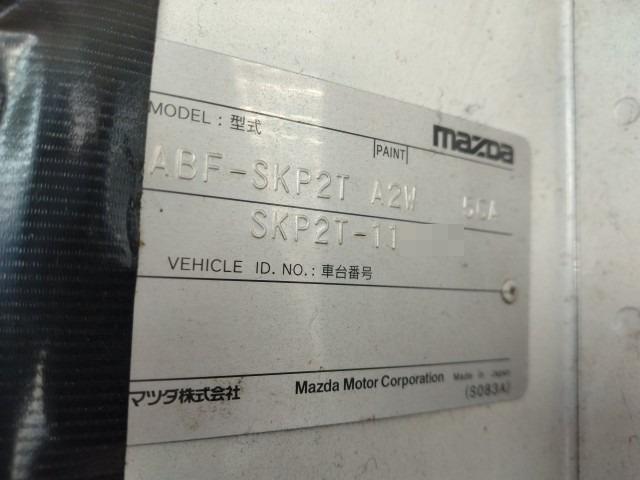 MODEL : 型式
PAINT
mazda
ABF-SKP2T A2W 5CA
SKP2T-11
VEHICLE ID. NO. : 車台番号
マツダ株式会社 Mazda Motor Corporation Made in Japan
(S083A)